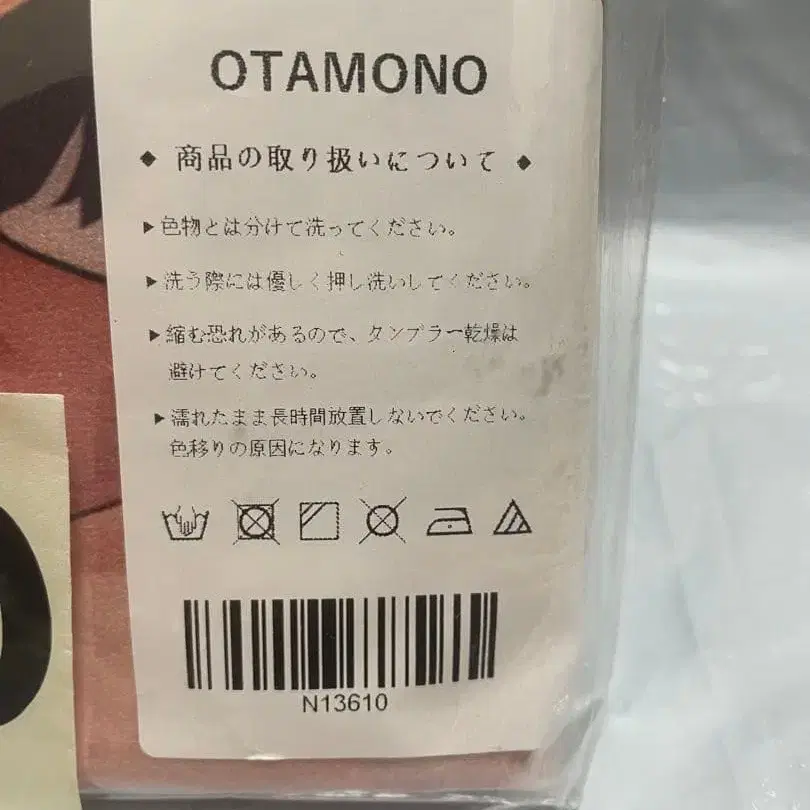 OTAMONO
◆ 商品の取り扱いについて ◆
▶色物とは分けて洗ってください。
▶洗う際には優しく押し洗いしてください。
▶縮む恐れがあるので、タンプラー乾燥は
避けてください。
▶濡れたまま長時間放置しないでください。
色移りの原因になります。
N13610